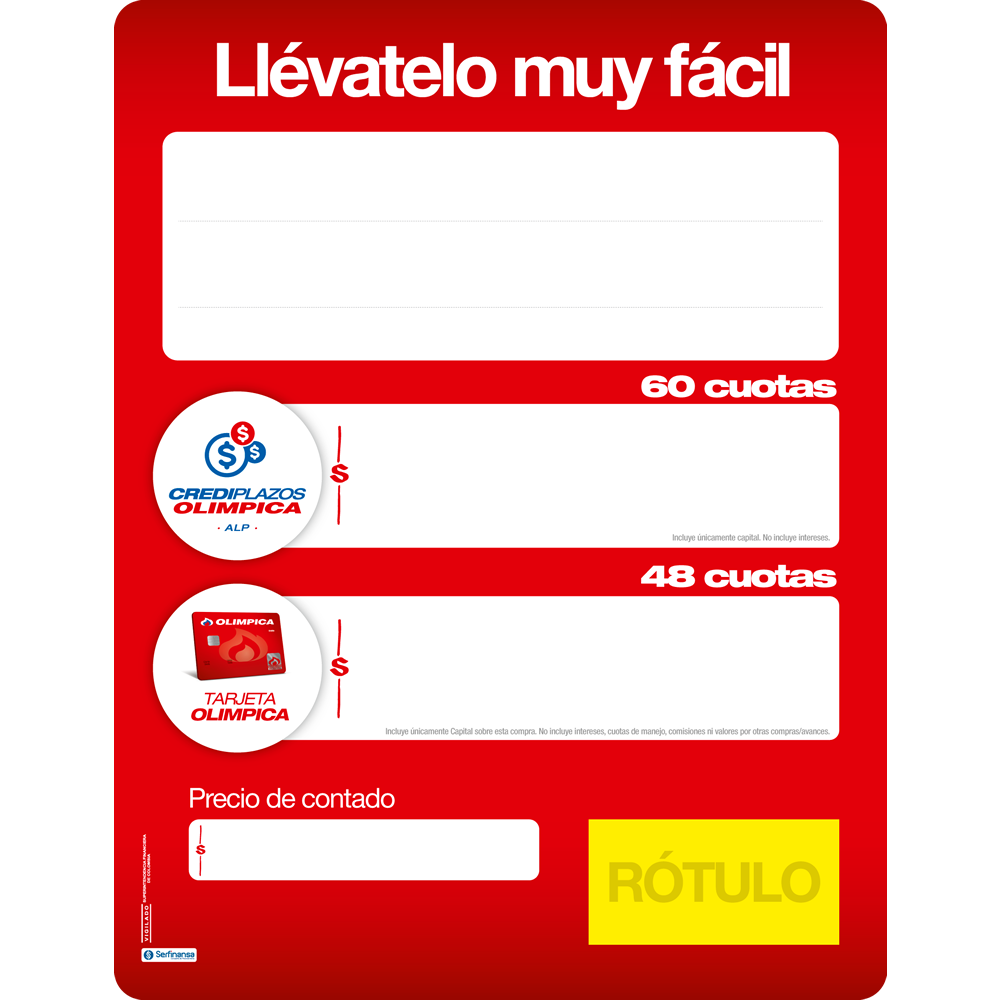 Llévatelo muy fácil
60 cuotas
$
$
$
CREDIPLAZOS
OLIMPICA
· ALP ·
$
Incluye únicamente capital. No incluye intereses.
48 cuotas
OLIMPICA
TARJETA
OLIMPICA
$
Incluye únicamente Capital sobre esta compra. No incluye intereses, cuotas de manejo, comisiones ni valores por otras compras/avances.
Precio de contado
$
RÓTULO
VIGILADO
SUPERINTENDENCIA FINANCIERA
DE COLOMBIA
Serfinansa